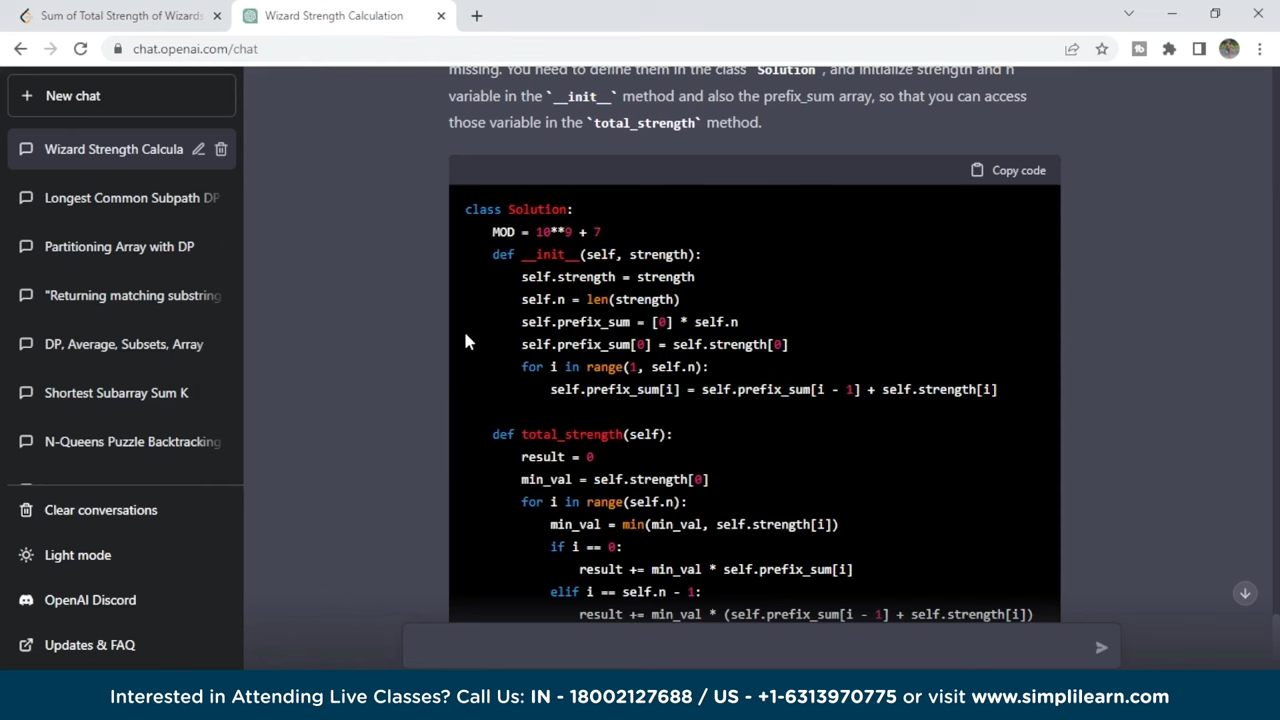 Sum of Total Strength of Wizards
Wizard Strength Calculation
chat.openai.com/chat
New chat
Wizard Strength Calcula
Longest Common Subpath DP
Partitioning Array with DP
"Returning matching substring
DP, Average, Subsets, Array
Shortest Subarray Sum K
N-Queens Puzzle Backtracking
Clear conversations
Light mode
OpenAI Discord
Updates & FAQ
missing. You need to define them in the class `Solution`, and initialize strength and n
variable in the `__init__` method and also the prefix_sum array, so that you can access
those variable in the `total_strength` method.
Copy code
class Solution:
    MOD = 10**9 + 7
    def __init__(self, strength):
        self.strength = strength
        self.n = len(strength)
        self.prefix_sum = [0] * self.n
        self.prefix_sum[0] = self.strength[0]
        for i in range(1, self.n):
            self.prefix_sum[i] = self.prefix_sum[i - 1] + self.strength[i]
    def total_strength(self):
        result = 0
        min_val = self.strength[0]
        for i in range(self.n):
            min_val = min(min_val, self.strength[i])
            if i == 0:
                result += min_val * self.prefix_sum[i]
            elif i == self.n - 1:
                result += min_val * (self.prefix_sum[i - 1] + self.strength[i])
Interested in Attending Live Classes? Call Us: IN - 18002127688 / US - +1-6313970775 or visit www.simplilearn.com